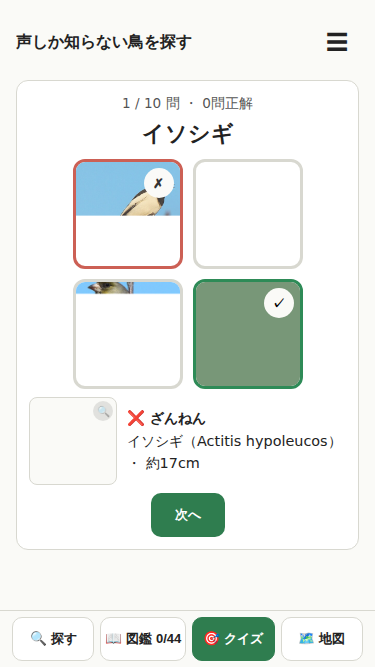 声しか知らない鳥を探す
1 / 10 問 ・ 0問正解
イソシギ
✗
✓
❌ ざんねん
イソシギ（Actitis hypoleucos）
・ 約17cm
次へ
🔍 探す
📖 図鑑 0/44
🎯 クイズ
🗺️ 地図